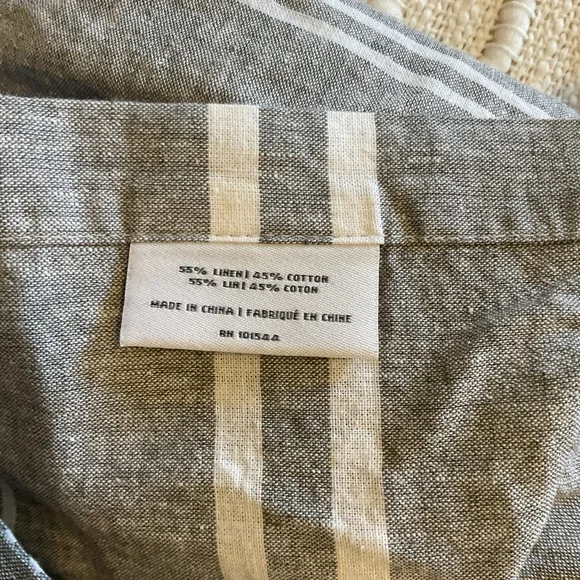 55% LINEN | 45% COTTON
55% LIN | 45% COTON
MADE IN CHINA | FABRIQUÉ EN CHINE
RN 101544